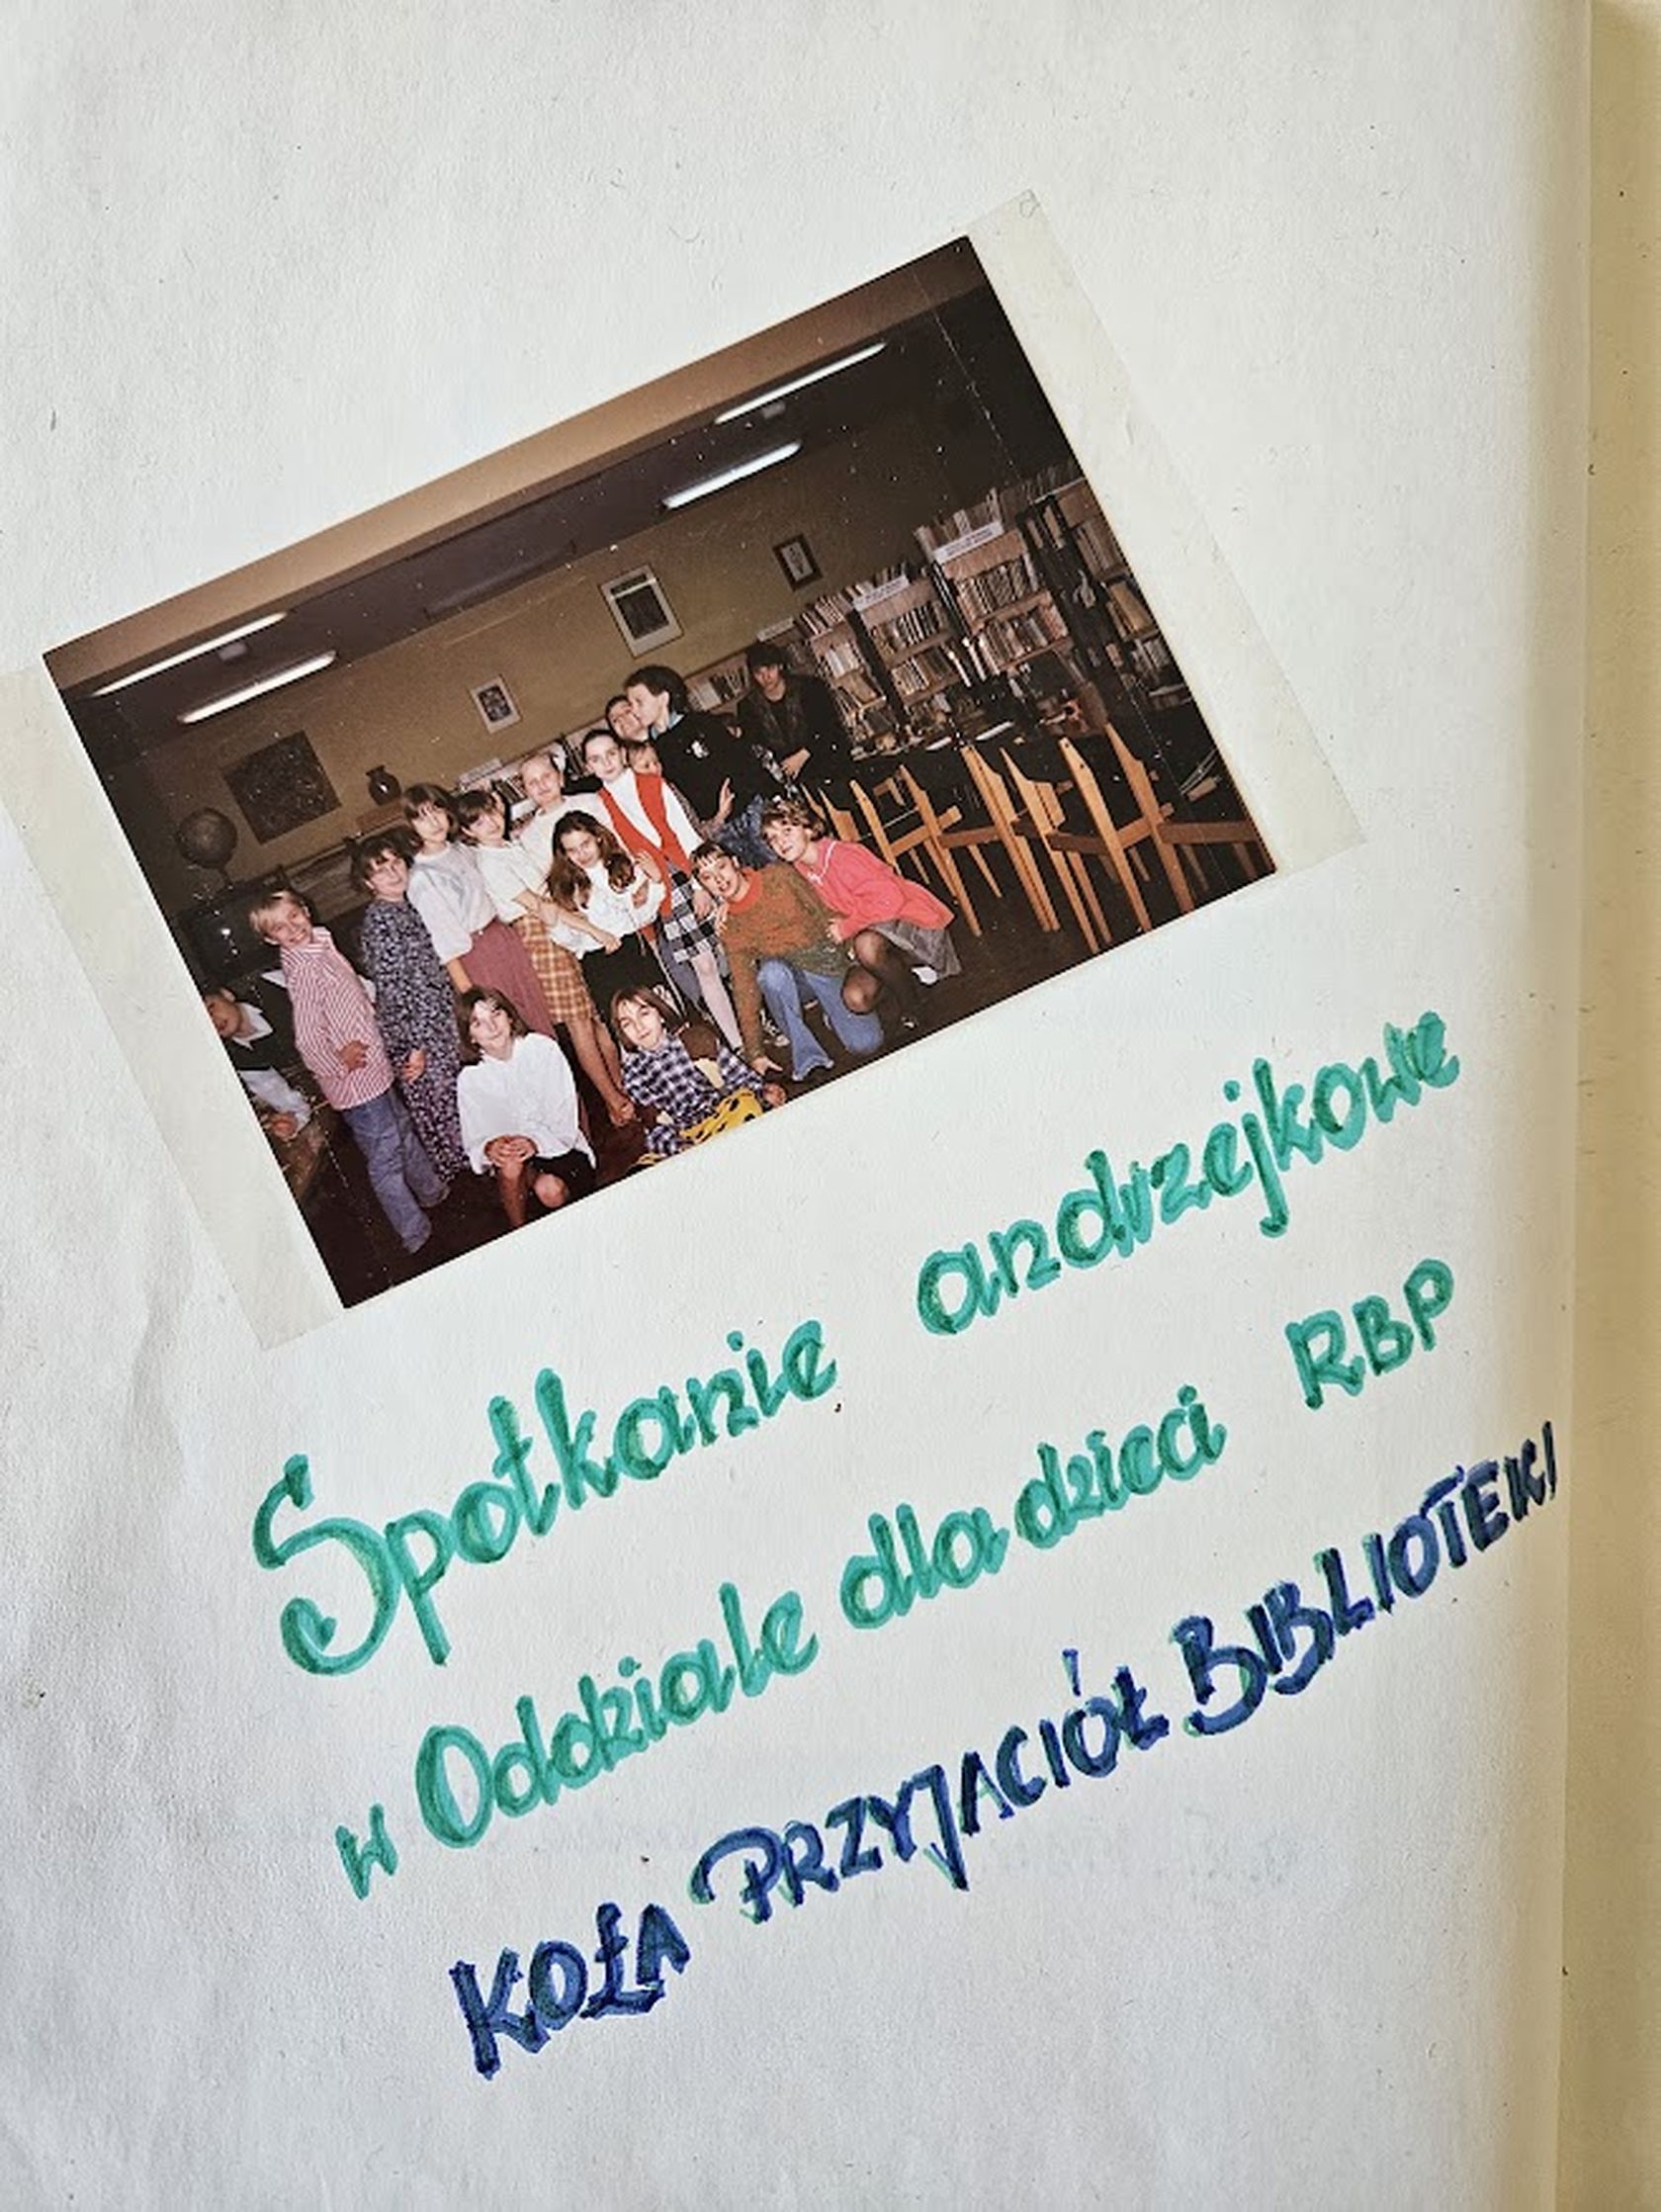 Spotkanie andrzejkowe
w Oddziale dla dzieci RBP
KOŁA PRZYJACIÓŁ BIBLIOTEKI